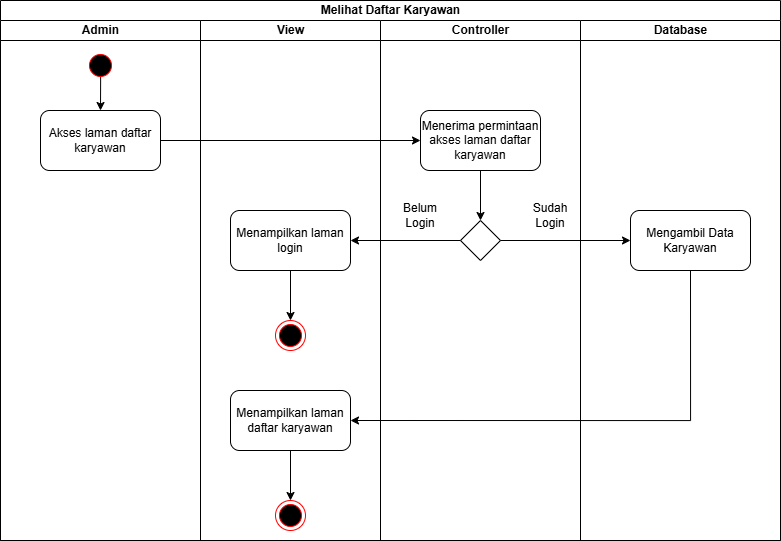 Melihat Daftar Karyawan
Admin
View
Controller
Database
Akses laman daftar
karyawan
Menerima permintaan
akses laman daftar
karyawan
Belum
Login
Sudah
Login
Menampilkan laman
login
Mengambil Data
Karyawan
Menampilkan laman
daftar karyawan